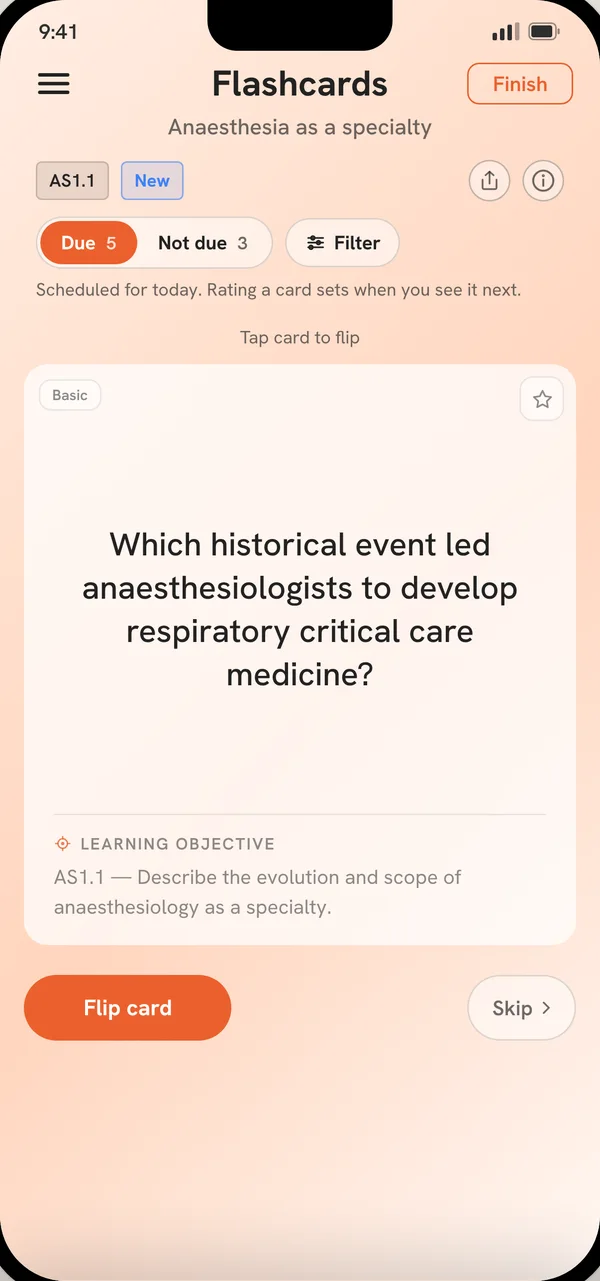 9:41
Flashcards
Finish
Anaesthesia as a specialty
AS1.1
New
Due 5
Not due 3
Filter
Scheduled for today. Rating a card sets when you see it next.
Tap card to flip
Basic
Which historical event led
anaesthesiologists to develop
respiratory critical care
medicine?
LEARNING OBJECTIVE
AS1.1 — Describe the evolution and scope of
anaesthesiology as a specialty.
Flip card
Skip